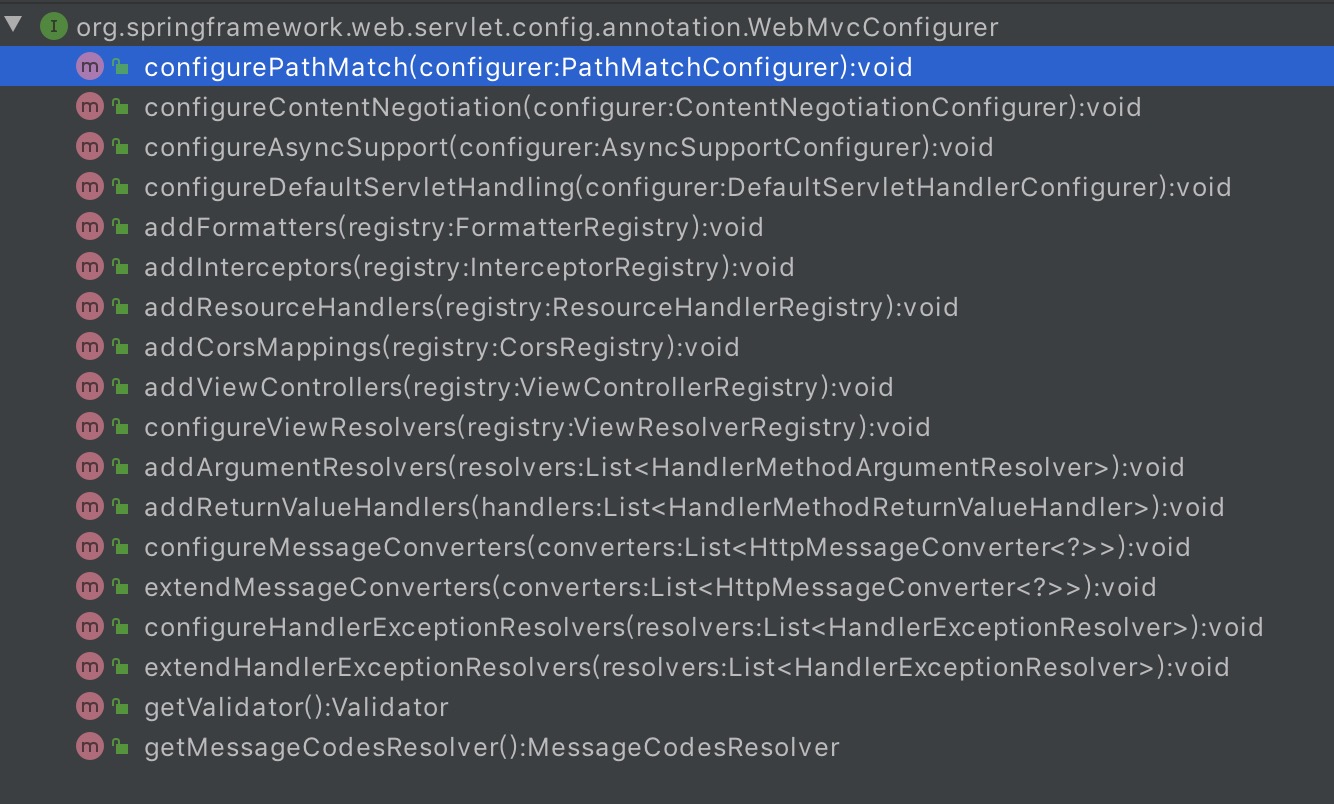 I org.springframework.web.servlet.config.annotation.WebMvcConfigurer
m configurePathMatch(configurer:PathMatchConfigurer):void
m configureContentNegotiation(configurer:ContentNegotiationConfigurer):void
m configureAsyncSupport(configurer:AsyncSupportConfigurer):void
m configureDefaultServletHandling(configurer:DefaultServletHandlerConfigurer):void
m addFormatters(registry:FormatterRegistry):void
m addInterceptors(registry:InterceptorRegistry):void
m addResourceHandlers(registry:ResourceHandlerRegistry):void
m addCorsMappings(registry:CorsRegistry):void
m addViewControllers(registry:ViewControllerRegistry):void
m configureViewResolvers(registry:ViewResolverRegistry):void
m addArgumentResolvers(resolvers:List<HandlerMethodArgumentResolver>):void
m addReturnValueHandlers(handlers:List<HandlerMethodReturnValueHandler>):void
m configureMessageConverters(converters:List<HttpMessageConverter<?>>):void
m extendMessageConverters(converters:List<HttpMessageConverter<?>>):void
m configureHandlerExceptionResolvers(resolvers:List<HandlerExceptionResolver>):void
m extendHandlerExceptionResolvers(resolvers:List<HandlerExceptionResolver>):void
m getValidator():Validator
m getMessageCodesResolver():MessageCodesResolver